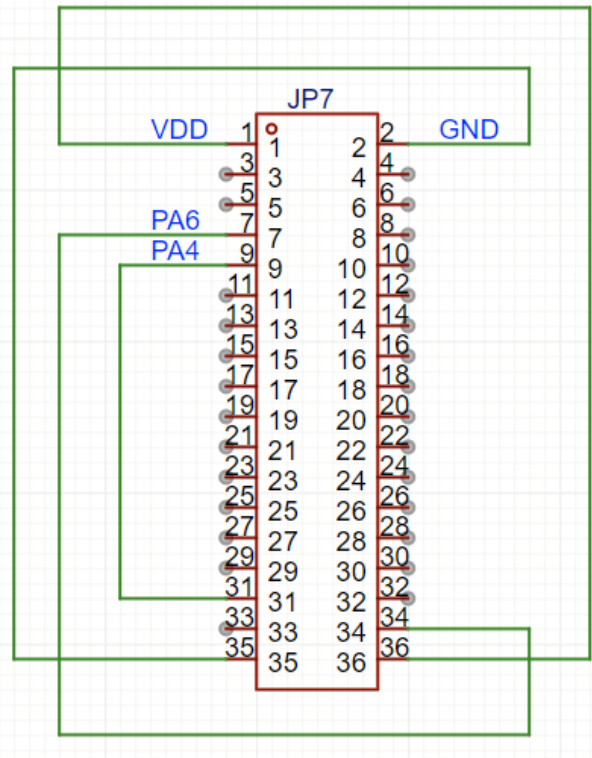 JP7
VDD 1 1 2 2 GND
3 3 4 4
5 5 6 6
PA6 7 7 8 8
PA4 9 9 10 10
11 11 12 12
13 13 14 14
15 15 16 16
17 17 18 18
19 19 20 20
21 21 22 22
23 23 24 24
25 25 26 26
27 27 28 28
29 29 30 30
31 31 32 32
33 33 34 34
35 35 36 36